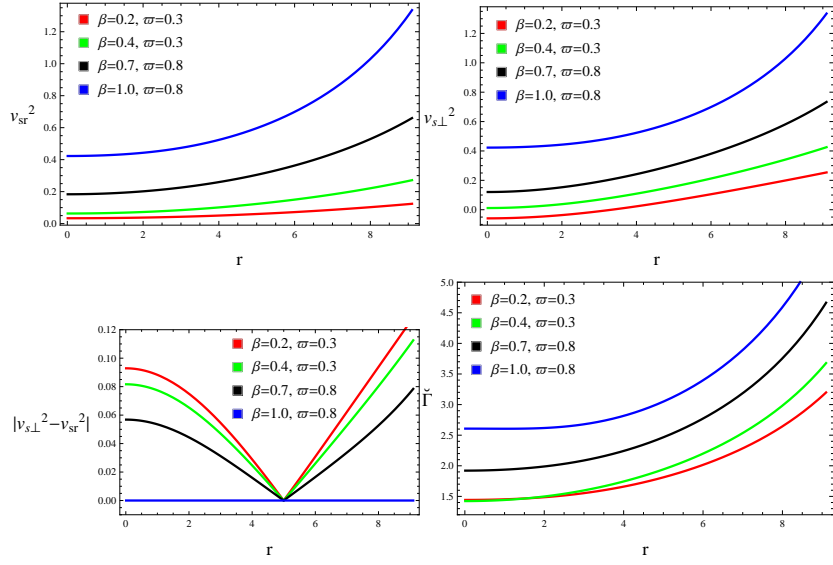 β=0.2, ϖ=0.3
β=0.4, ϖ=0.3
β=0.7, ϖ=0.8
β=1.0, ϖ=0.8
1.2
1.0
0.8
0.6
0.4
0.2
0.0
v_sr^2
0 2 4 6 8
r
β=0.2, ϖ=0.3
β=0.4, ϖ=0.3
β=0.7, ϖ=0.8
β=1.0, ϖ=0.8
1.2
1.0
0.8
0.6
0.4
0.2
0.0
v_s⊥^2
0 2 4 6 8
r
β=0.2, ϖ=0.3
β=0.4, ϖ=0.3
β=0.7, ϖ=0.8
β=1.0, ϖ=0.8
0.12
0.10
0.08
0.06
0.04
0.02
0.00
|v_s⊥^2−v_sr^2|
0 2 4 6 8
r
β=0.2, ϖ=0.3
β=0.4, ϖ=0.3
β=0.7, ϖ=0.8
β=1.0, ϖ=0.8
5.0
4.5
4.0
3.5
3.0
2.5
2.0
1.5
Γ̆
0 2 4 6 8
r